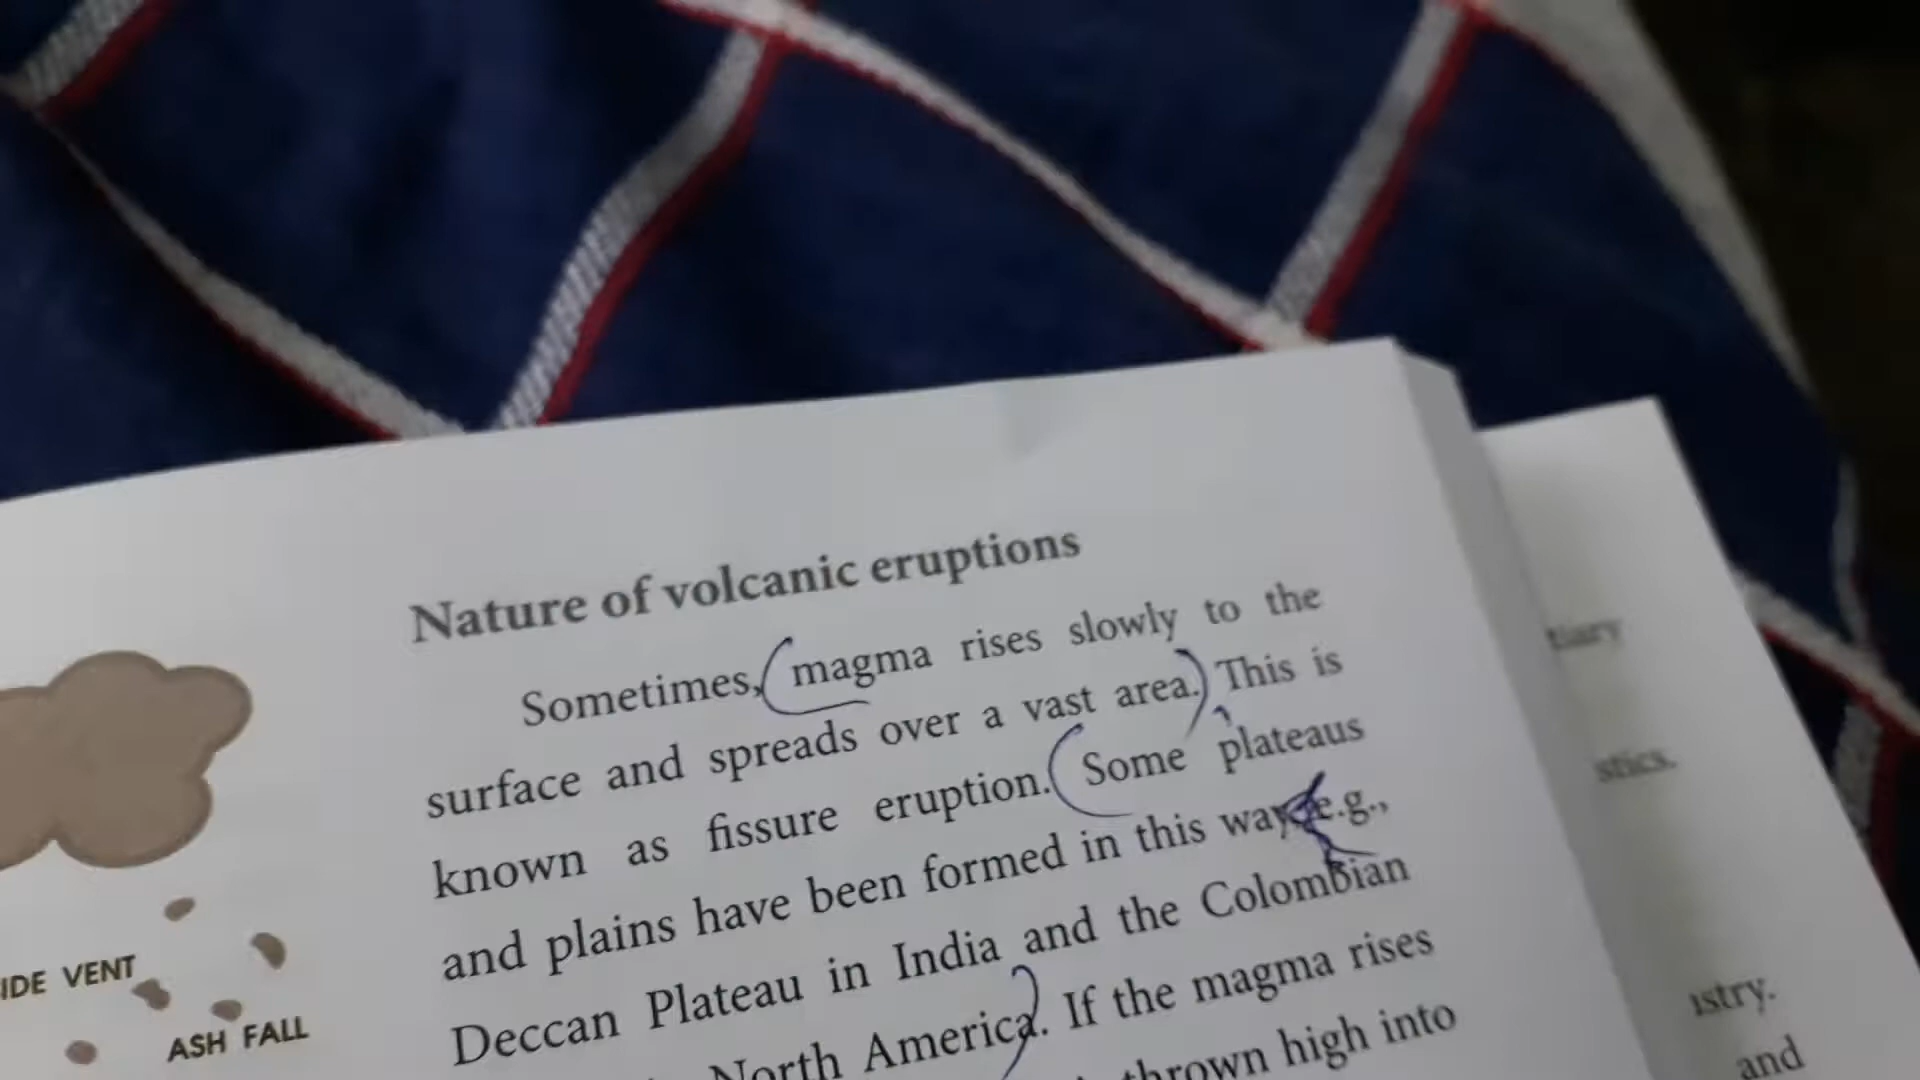 Nature of volcanic eruptions
Sometimes, magma rises slowly to the
surface and spreads over a vast area. This is
known as fissure eruption. Some plateaus
and plains have been formed in this way e.g.,
Deccan Plateau in India and the Colombian
North America. If the magma rises
thrown high into
IDE VENT
ASH FALL
tiary
stics.
istry.
and